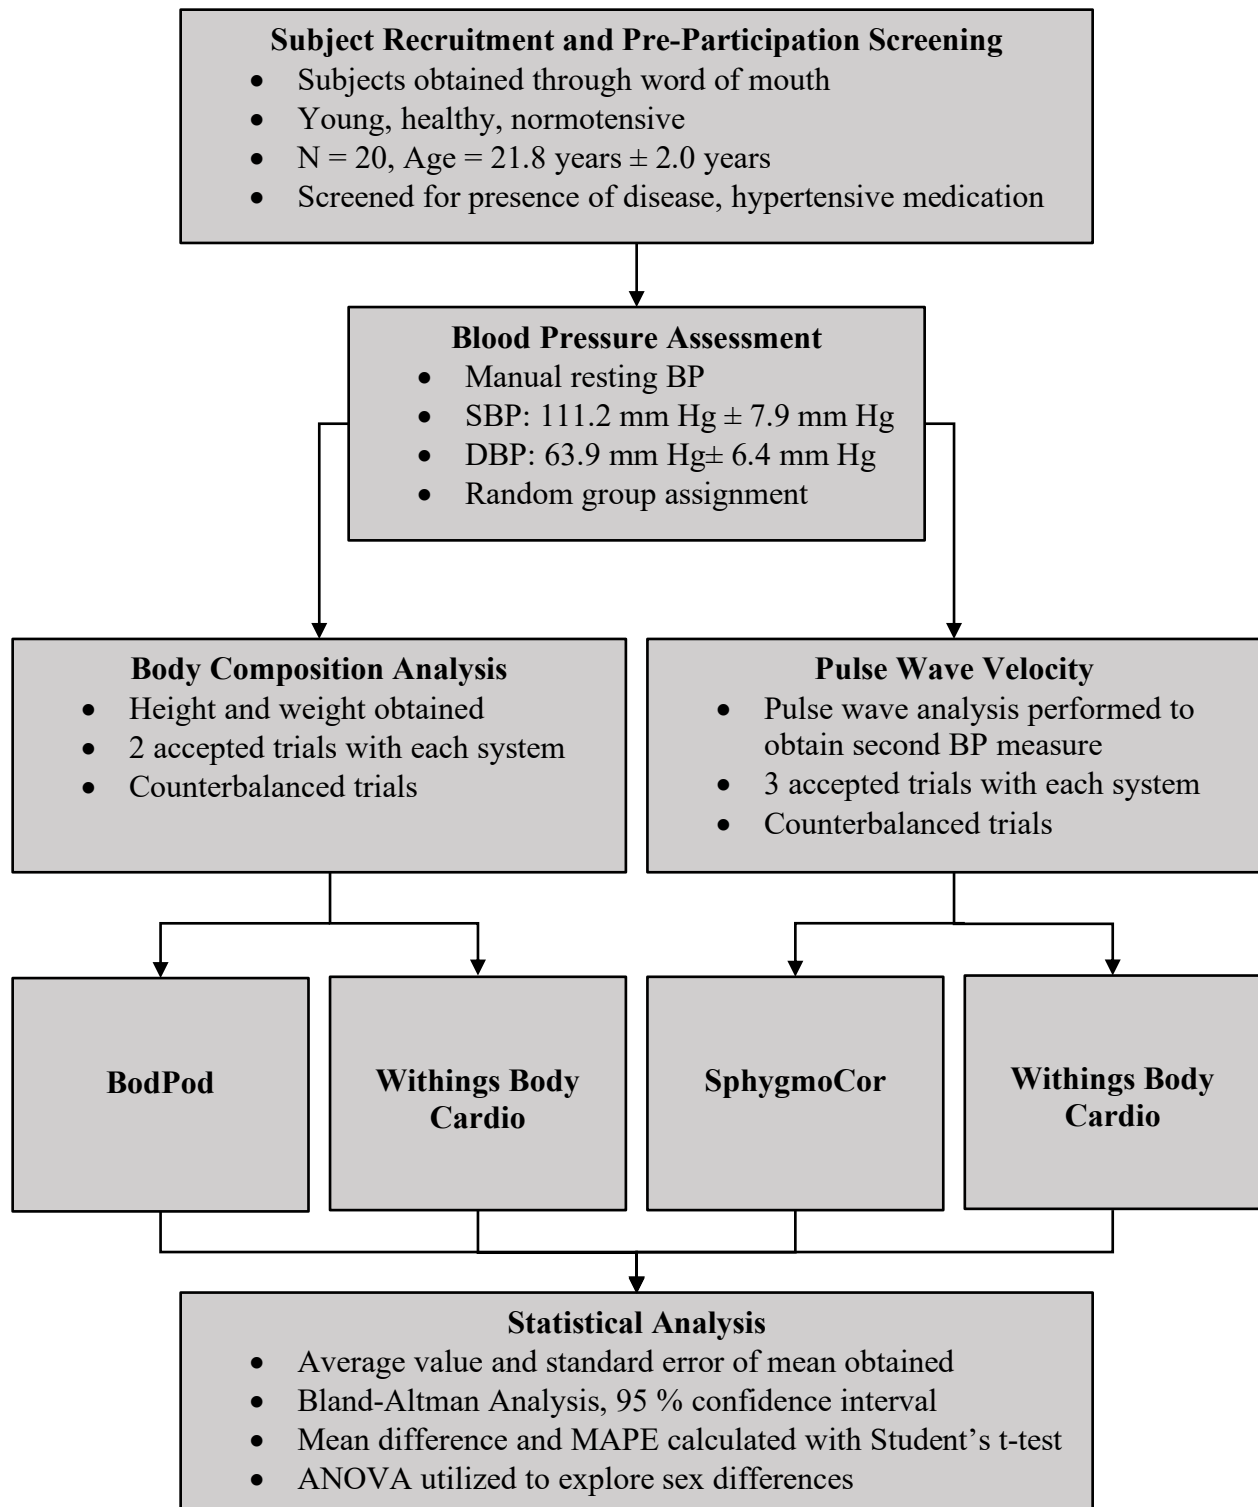 Subject Recruitment and Pre-Participation Screening
• Subjects obtained through word of mouth
• Young, healthy, normotensive
• N = 20, Age = 21.8 years ± 2.0 years
• Screened for presence of disease, hypertensive medication
Blood Pressure Assessment
• Manual resting BP
• SBP: 111.2 mm Hg ± 7.9 mm Hg
• DBP: 63.9 mm Hg± 6.4 mm Hg
• Random group assignment
Body Composition Analysis
• Height and weight obtained
• 2 accepted trials with each system
• Counterbalanced trials
Pulse Wave Velocity
• Pulse wave analysis performed to
obtain second BP measure
• 3 accepted trials with each system
• Counterbalanced trials
BodPod
Withings Body
Cardio
SphygmoCor
Withings Body
Cardio
Statistical Analysis
• Average value and standard error of mean obtained
• Bland-Altman Analysis, 95 % confidence interval
• Mean difference and MAPE calculated with Student’s t-test
• ANOVA utilized to explore sex differences